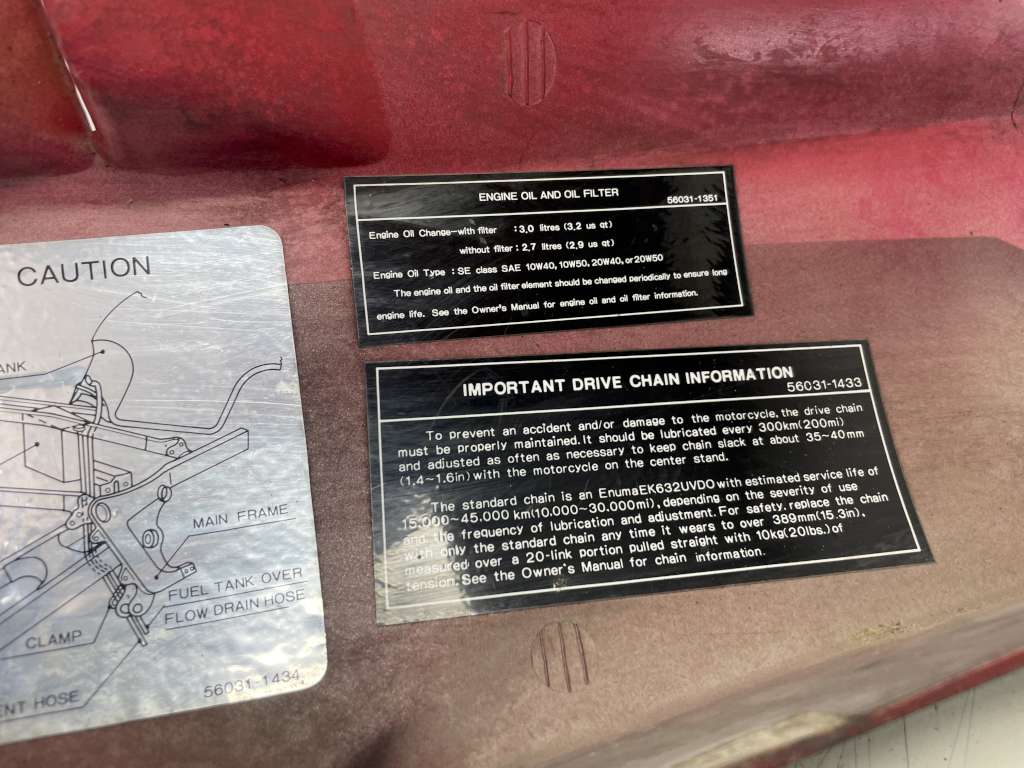 CAUTION
ANK
MAIN FRAME
FUEL TANK OVER
FLOW DRAIN HOSE
CLAMP
ENT HOSE
56031-1434
ENGINE OIL AND OIL FILTER
56031-1351
Engine Oil Change-with filter : 3,0 litres (3,2 us qt)
without filter : 2,7 litres (2,9 us qt)
Engine Oil Type : SE class SAE 10W40, 10W50, 20W40, or 20W50
The engine oil and the oil filter element should be changed periodically to ensure long
engine life. See the Owner's Manual for engine oil and oil filter information.
IMPORTANT DRIVE CHAIN INFORMATION
56031-1433
To prevent an accident and/or damage to the motorcycle, the drive chain
must be properly maintained. It should be lubricated every 300km(200mi)
and adjusted as often as necessary to keep chain slack at about 35~40mm
(1.4~1.6in) with the motorcycle on the center stand.
The standard chain is an EnumaEK632UVDO with estimated service life of
15.000~45.000 km(10.000~30.000mi), depending on the severity of use
and the frequency of lubrication and adjustment. For safety, replace the chain
with only the standard chain any time it wears to over 389mm(15.3in),
measured over a 20-link portion pulled straight with 10kg(20lbs.) of
tension. See the Owner's Manual for chain information.